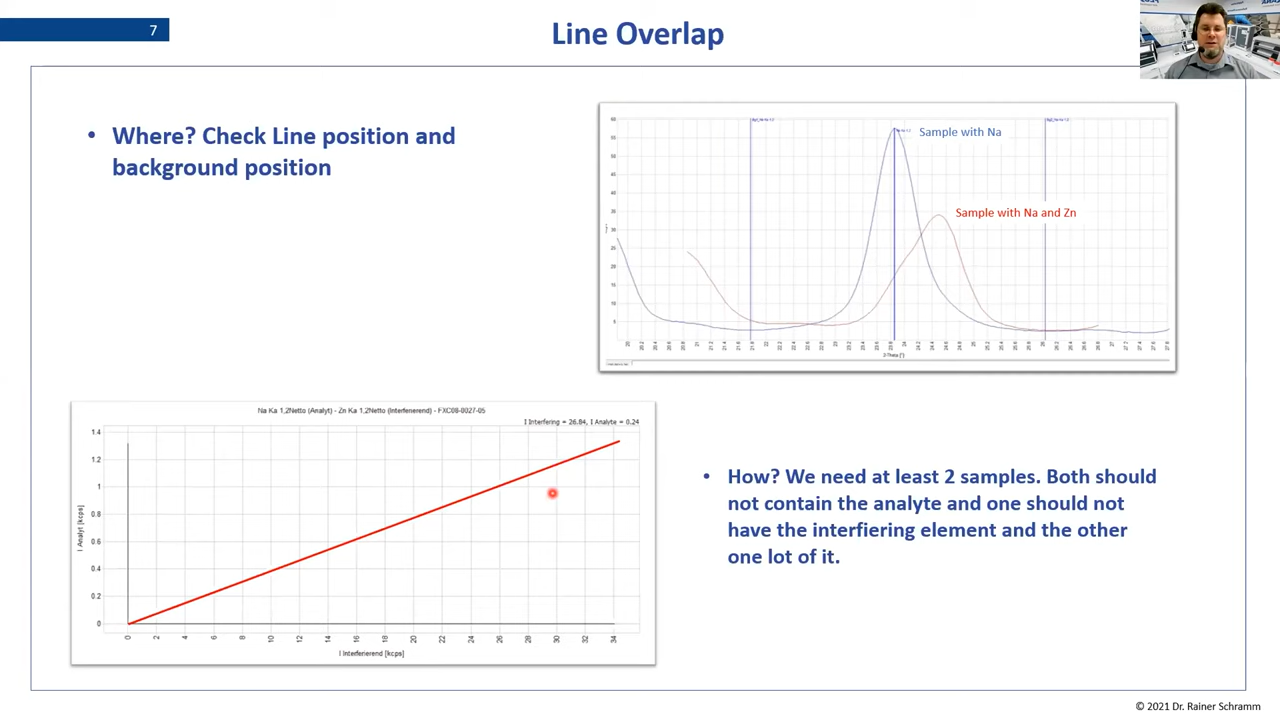 7
Line Overlap
• Where? Check Line position and
background position
Sample with Na
Sample with Na and Zn
2-Theta [°]
Na Ka 1,2Netto (Analyt) - Zn Ka 1,2Netto (Interfenerend) - FXC08-0027-05
I Interfering = 26.84, I Analyte = 0.24
1.4
1.2
1
0.8
0.6
0.4
0.2
0
I Analyt [kcps]
0 2 4 6 8 10 12 14 16 18 20 22 24 26 28 30 32 34
I Interferierend [kcps]
• How? We need at least 2 samples. Both should
not contain the analyte and one should not
have the interfiering element and the other
one lot of it.
© 2021 Dr. Rainer Schramm